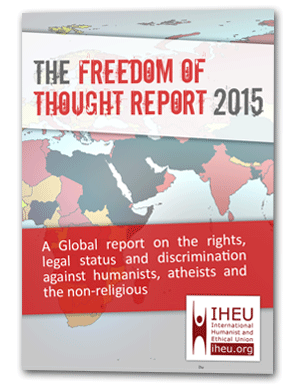 THE FREEDOM OF
THOUGHT REPORT 2015
A Global report on the rights,
legal status and discrimination
against humanists, atheists and
the non-religious
IHEU
International
Humanist and
Ethical Union
iheu.org